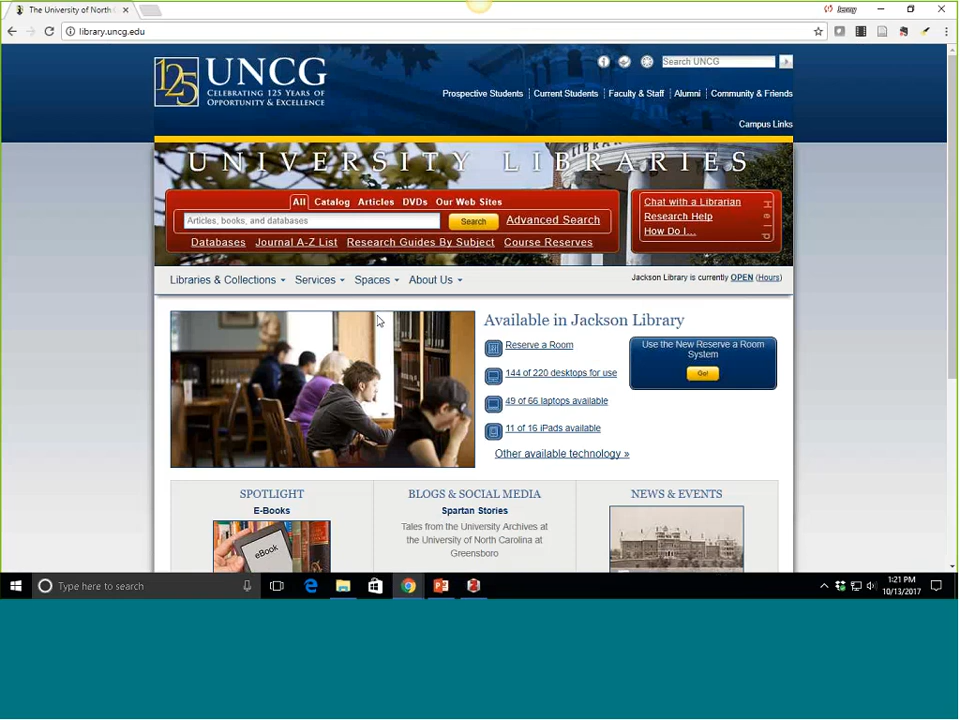 The University of North
Jenny
library.uncg.edu
125 UNCG
CELEBRATING 125 YEARS OF
OPPORTUNITY & EXCELLENCE
Search UNCG
Prospective Students
Current Students
Faculty & Staff
Alumni
Community & Friends
Campus Links
UNIVERSITY LIBRARIES
All
Catalog
Articles
DVDs
Our Web Sites
Articles, books, and databases
Search
Advanced Search
Databases
Journal A-Z List
Research Guides By Subject
Course Reserves
Chat with a Librarian
Research Help
How Do I...
Help
Libraries & Collections
Services
Spaces
About Us
Jackson Library is currently OPEN (Hours)
Available in Jackson Library
Reserve a Room
144 of 220 desktops for use
49 of 66 laptops available
11 of 16 iPads available
Other available technology »
Use the New Reserve a Room
System
Go!
SPOTLIGHT
E-Books
eBook
BLOGS & SOCIAL MEDIA
Spartan Stories
Tales from the University Archives at
the University of North Carolina at
Greensboro
NEWS & EVENTS
Type here to search
1:21 PM
10/13/2017